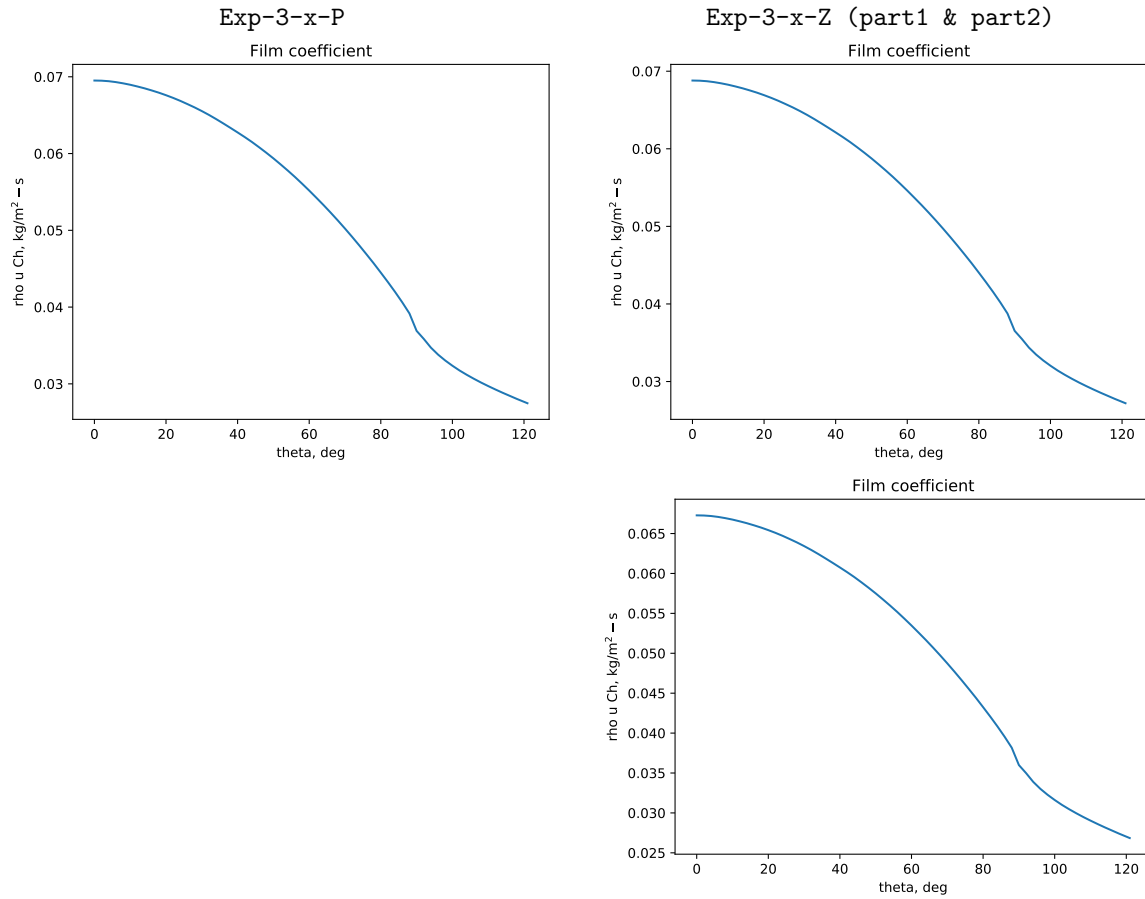 Exp-3-x-P
Film coefficient
0.07
0.06
0.05
0.04
0.03
rho u Ch, kg/m² − s
0 20 40 60 80 100 120
theta, deg
Exp-3-x-Z (part1 & part2)
Film coefficient
0.07
0.06
0.05
0.04
0.03
rho u Ch, kg/m² − s
0 20 40 60 80 100 120
theta, deg
Film coefficient
0.065
0.060
0.055
0.050
0.045
0.040
0.035
0.030
0.025
rho u Ch, kg/m² − s
0 20 40 60 80 100 120
theta, deg